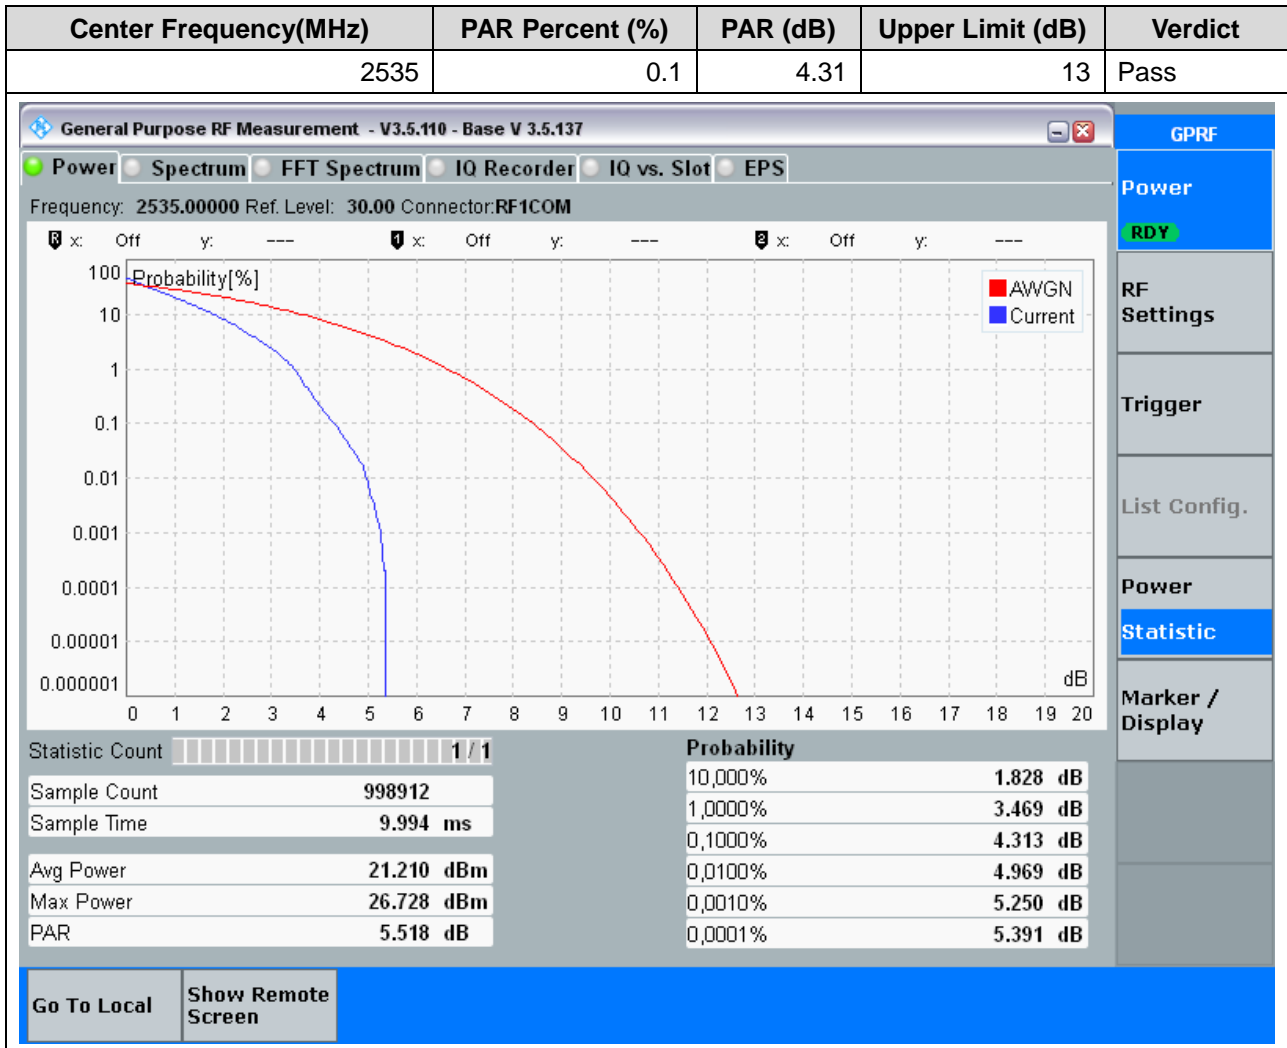 Center Frequency(MHz) PAR Percent (%) PAR (dB) Upper Limit (dB) Verdict
2535 0.1 4.31 13 Pass
General Purpose RF Measurement - V3.5.110 - Base V 3.5.137
GPRF
Power Spectrum FFT Spectrum IQ Recorder IQ vs. Slot EPS
Frequency: 2535.00000 Ref. Level: 30.00 Connector:RF1COM
R x: Off y: --- 1 x: Off y: --- 2 x: Off y: ---
Probability[%]
AWGN
Current
100
10
1
0.1
0.01
0.001
0.0001
0.00001
0.000001
dB
0 1 2 3 4 5 6 7 8 9 10 11 12 13 14 15 16 17 18 19 20
Statistic Count 1 / 1
Sample Count 998912
Sample Time 9.994 ms
Avg Power 21.210 dBm
Max Power 26.728 dBm
PAR 5.518 dB
Probability
10,000% 1.828 dB
1,0000% 3.469 dB
0,1000% 4.313 dB
0,0100% 4.969 dB
0,0010% 5.250 dB
0,0001% 5.391 dB
Power
RDY
RF
Settings
Trigger
List Config.
Power
Statistic
Marker /
Display
Go To Local
Show Remote
Screen